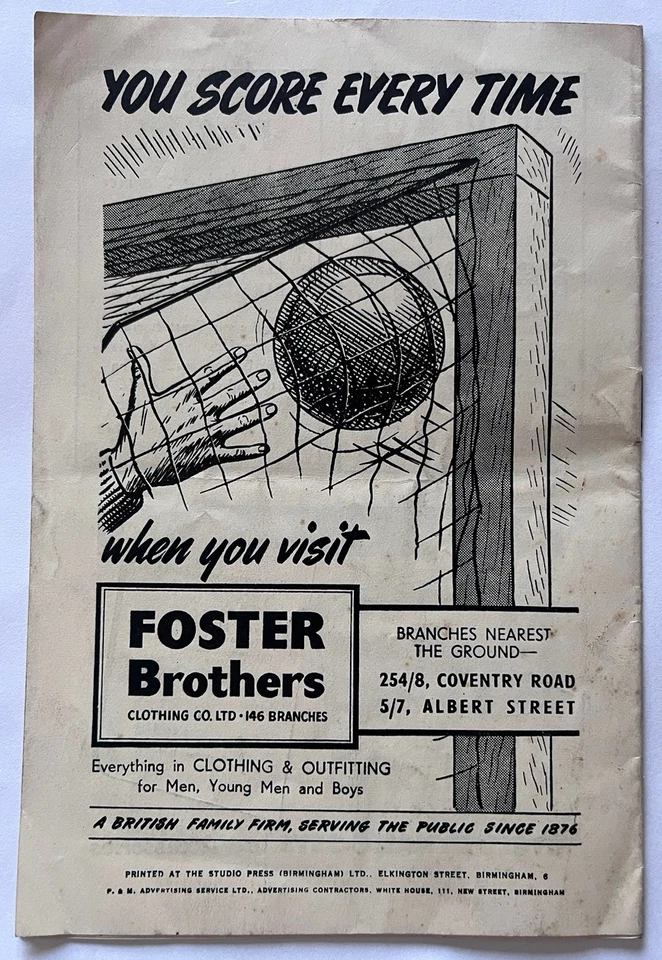 YOU SCORE EVERY TIME
when you visit
FOSTER
Brothers
CLOTHING CO. LTD • 146 BRANCHES
BRANCHES NEAREST
THE GROUND—
254/8, COVENTRY ROAD
5/7, ALBERT STREET
Everything in CLOTHING & OUTFITTING
for Men, Young Men and Boys
A BRITISH FAMILY FIRM, SERVING THE PUBLIC SINCE 1876
PRINTED AT THE STUDIO PRESS (BIRMINGHAM) LTD., ELKINGTON STREET, BIRMINGHAM, 6
P. & M. ADVERTISING SERVICE LTD., ADVERTISING CONTRACTORS, WHITE HOUSE, 111, NEW STREET, BIRMINGHAM